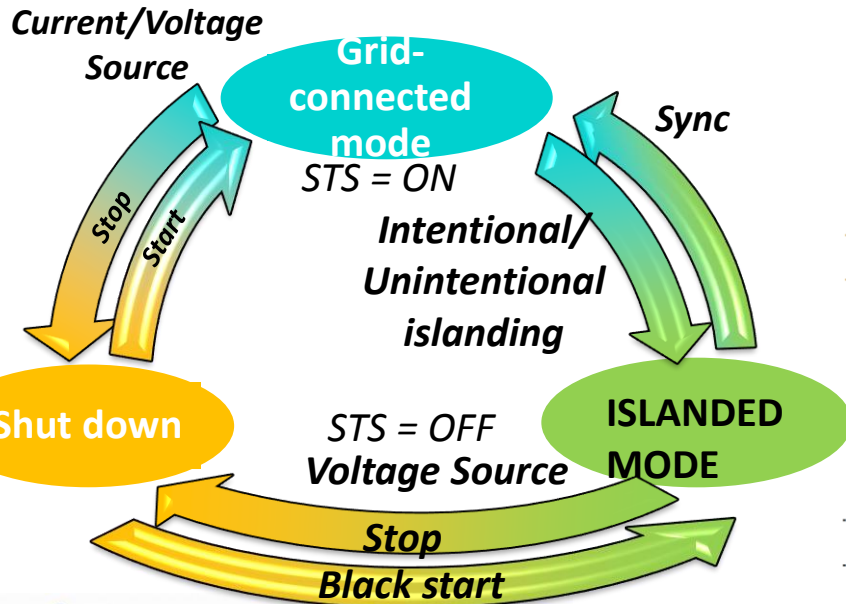 Current/Voltage
Source
Grid-
connected
mode
Sync
STS = ON
Stop
Start
Intentional/
Unintentional
islanding
Shut down
STS = OFF
Voltage Source
ISLANDED
MODE
Stop
Black start